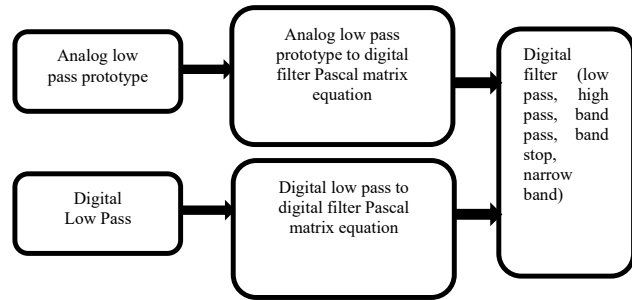 Analog low
pass prototype
Analog low pass
prototype to digital
filter Pascal matrix
equation
Digital
Low Pass
Digital low pass to
digital filter Pascal
matrix equation
Digital
filter (low
pass, high
pass, band
pass, band
stop,
narrow
band)